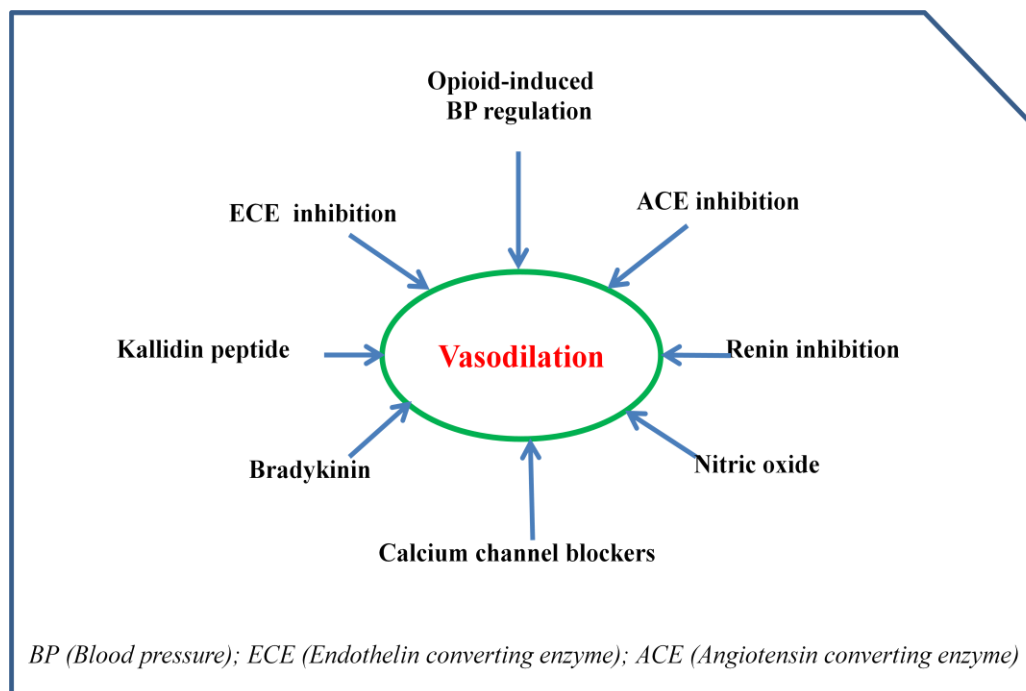 Opioid-induced
BP regulation
ECE inhibition
ACE inhibition
Kallidin peptide
Vasodilation
Renin inhibition
Bradykinin
Nitric oxide
Calcium channel blockers
BP (Blood pressure); ECE (Endothelin converting enzyme); ACE (Angiotensin converting enzyme)